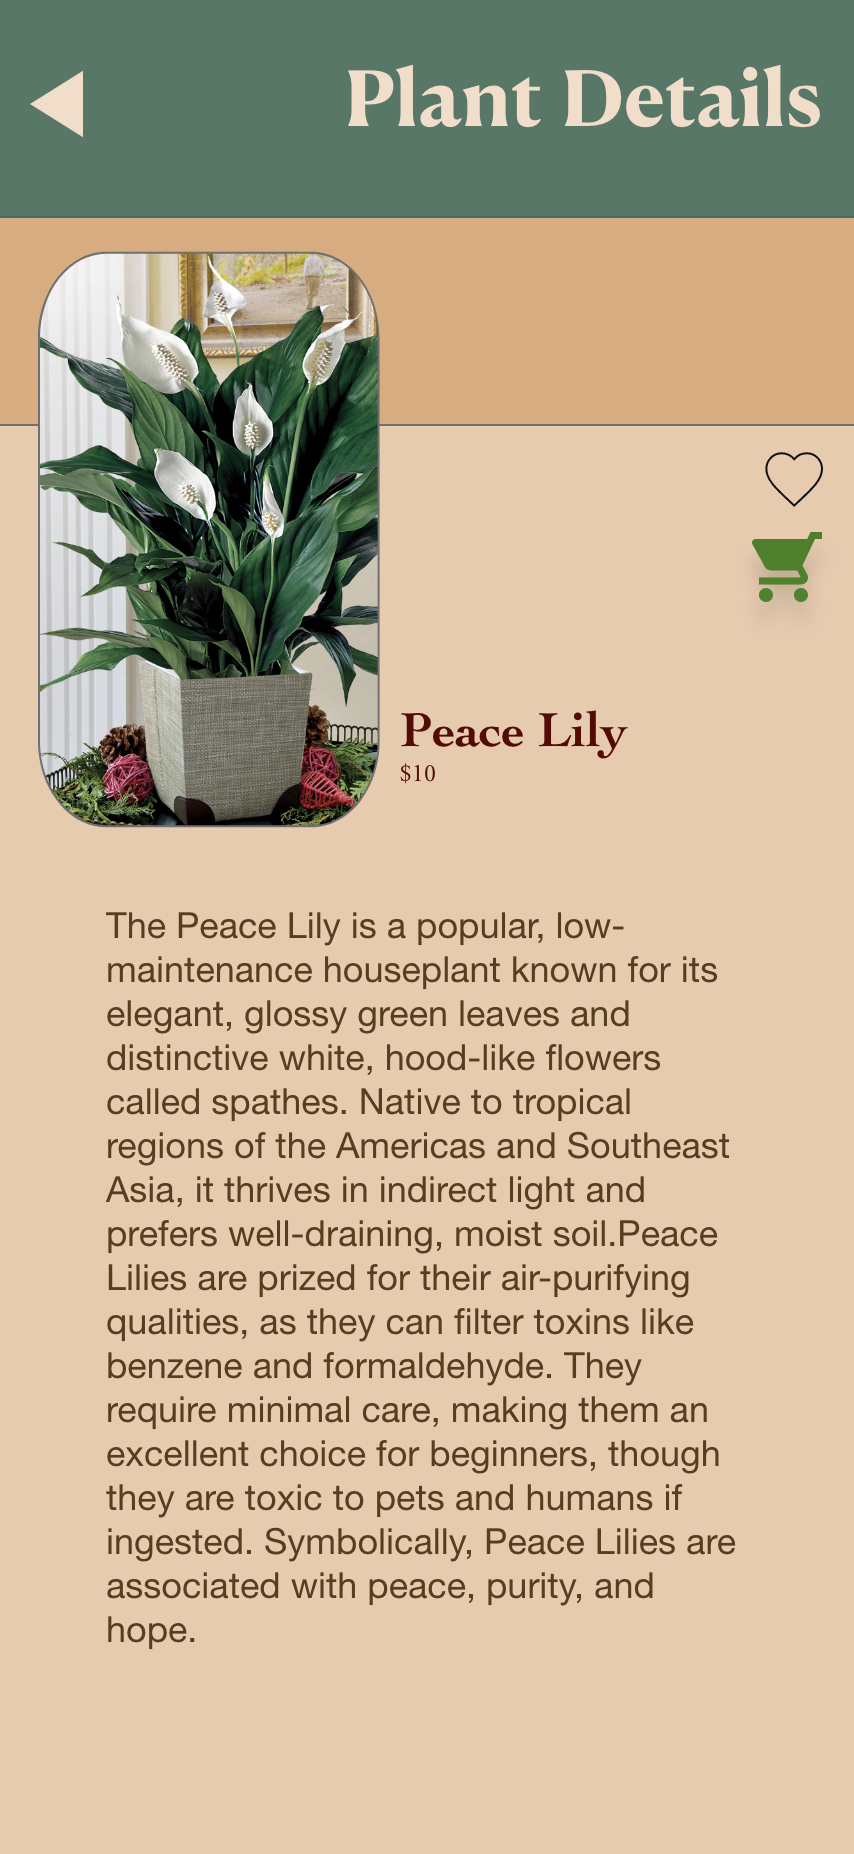 Plant Details
Peace Lily
$10
The Peace Lily is a popular, low-
maintenance houseplant known for its
elegant, glossy green leaves and
distinctive white, hood-like flowers
called spathes. Native to tropical
regions of the Americas and Southeast
Asia, it thrives in indirect light and
prefers well-draining, moist soil.Peace
Lilies are prized for their air-purifying
qualities, as they can filter toxins like
benzene and formaldehyde. They
require minimal care, making them an
excellent choice for beginners, though
they are toxic to pets and humans if
ingested. Symbolically, Peace Lilies are
associated with peace, purity, and
hope.